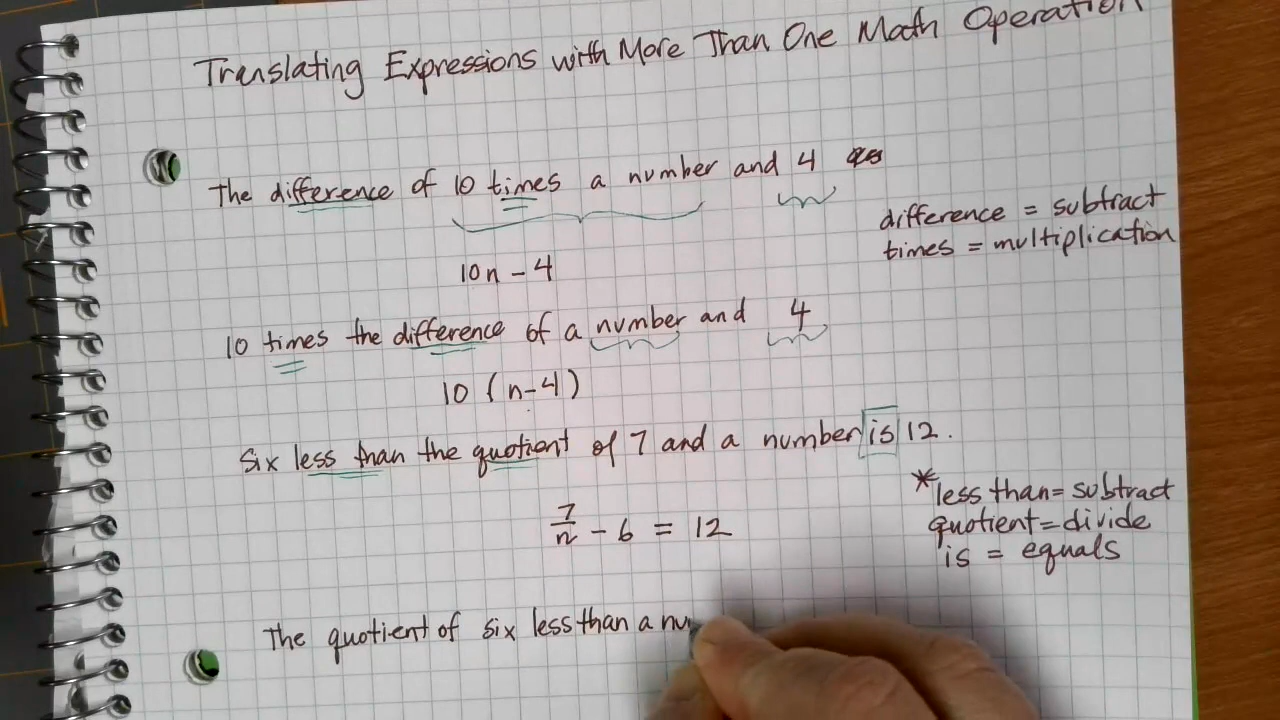 Translating Expressions with More Than One Math Operation
The difference of 10 times a number and 4
difference = subtract
times = multiplication
10n - 4
10 times the difference of a number and 4
10 (n-4)
Six less than the quotient of 7 and a number is 12.
*less than = subtract
quotient = divide
is = equals
7/n - 6 = 12
The quotient of six less than a nu